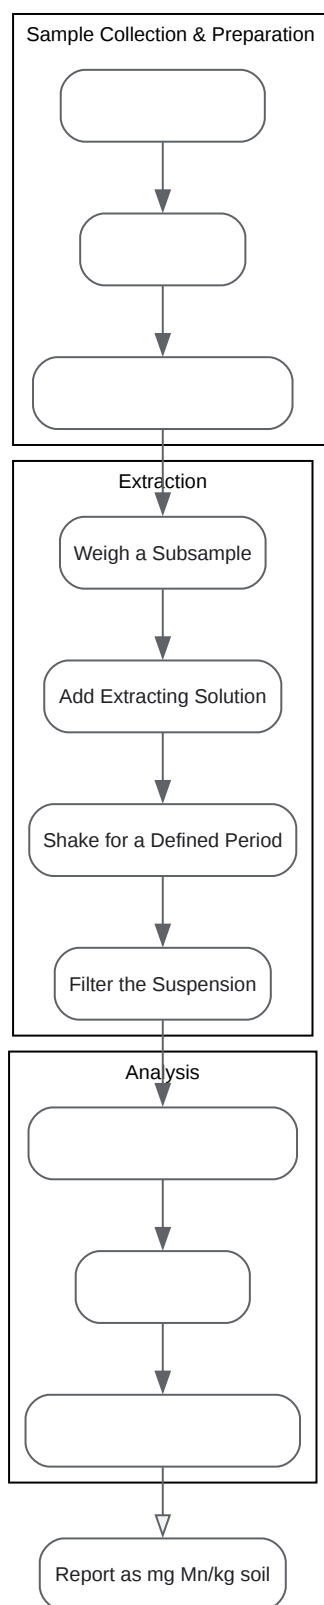 Sample Collection & Preparation
Extraction
Weigh a Subsample
Add Extracting Solution
Shake for a Defined Period
Filter the Suspension
Analysis
Report as mg Mn/kg soil